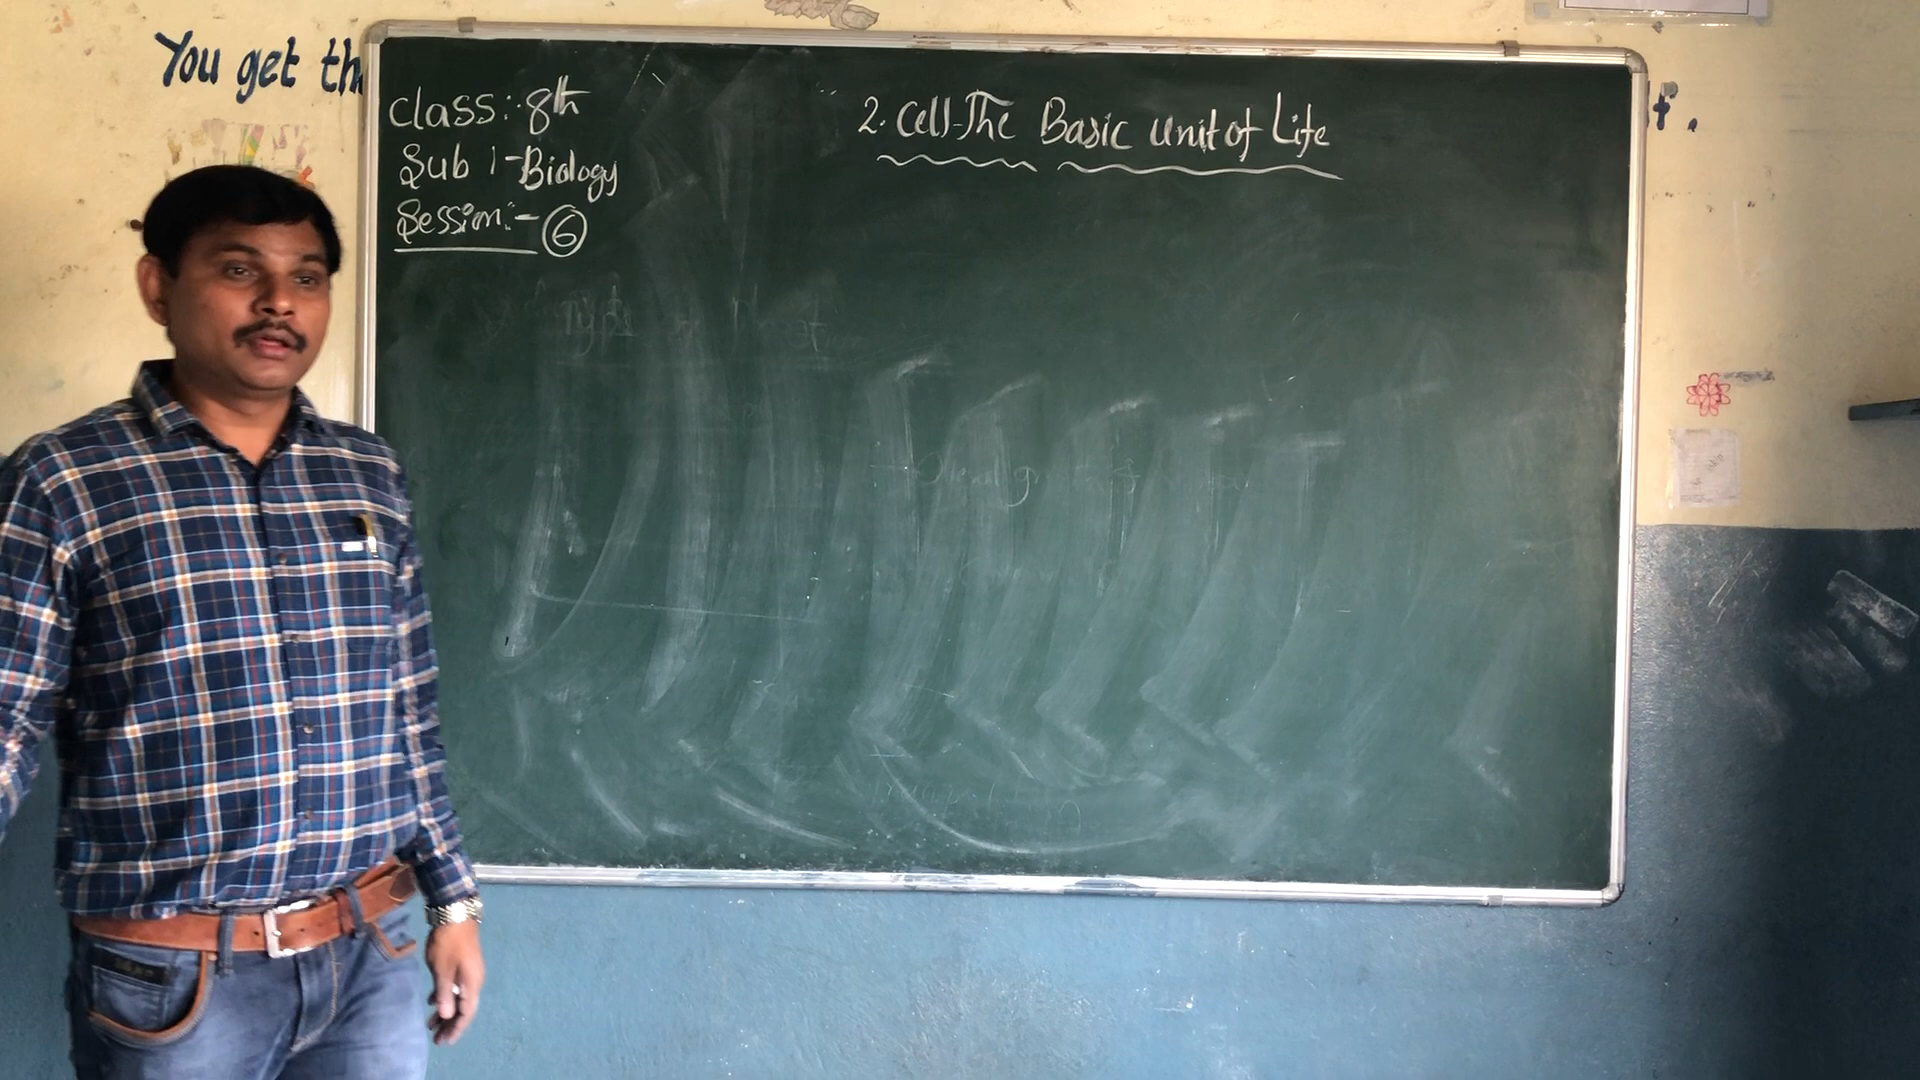 You get th
Class:- 8th
Sub :- Biology
Session:- 6
2. Cell-The Basic Unit of Life